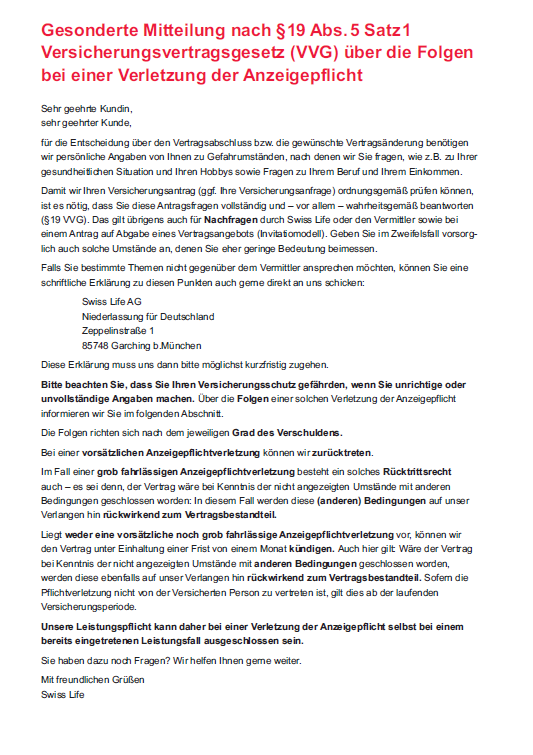 Gesonderte Mitteilung nach §19 Abs. 5 Satz1
Versicherungsvertragsgesetz (VVG) über die Folgen
bei einer Verletzung der Anzeigepflicht
Sehr geehrte Kundin,
sehr geehrter Kunde,
für die Entscheidung über den Vertragsabschluss bzw. die gewünschte Vertragsänderung benötigen
wir persönliche Angaben von Ihnen zu Gefahrumständen, nach denen wir Sie fragen, wie z.B. zu Ihrer
gesundheitlichen Situation und Ihren Hobbys sowie Fragen zu Ihrem Beruf und Ihrem Einkommen.
Damit wir Ihren Versicherungsantrag (ggf. Ihre Versicherungsanfrage) ordnungsgemäß prüfen können,
ist es nötig, dass Sie diese Antragsfragen vollständig und – vor allem – wahrheitsgemäß beantworten
(§19 VVG). Das gilt übrigens auch für Nachfragen durch Swiss Life oder den Vermittler sowie bei
einem Antrag auf Abgabe eines Vertragsangebots (Invitatiomodell). Geben Sie im Zweifelsfall vorsorg-
lich auch solche Umstände an, denen Sie eher geringe Bedeutung beimessen.
Falls Sie bestimmte Themen nicht gegenüber dem Vermittler ansprechen möchten, können Sie eine
schriftliche Erklärung zu diesen Punkten auch gerne direkt an uns schicken:
Swiss Life AG
Niederlassung für Deutschland
Zeppelinstraße 1
85748 Garching b.München
Diese Erklärung muss uns dann bitte möglichst kurzfristig zugehen.
Bitte beachten Sie, dass Sie Ihren Versicherungsschutz gefährden, wenn Sie unrichtige oder
unvollständige Angaben machen. Über die Folgen einer solchen Verletzung der Anzeigepflicht
informieren wir Sie im folgenden Abschnitt.
Die Folgen richten sich nach dem jeweiligen Grad des Verschuldens.
Bei einer vorsätzlichen Anzeigepflichtverletzung können wir zurücktreten.
Im Fall einer grob fahrlässigen Anzeigepflichtverletzung besteht ein solches Rücktrittsrecht
auch – es sei denn, der Vertrag wäre bei Kenntnis der nicht angezeigten Umstände mit anderen
Bedingungen geschlossen worden: In diesem Fall werden diese (anderen) Bedingungen auf unser
Verlangen hin rückwirkend zum Vertragsbestandteil.
Liegt weder eine vorsätzliche noch grob fahrlässige Anzeigepflichtverletzung vor, können wir
den Vertrag unter Einhaltung einer Frist von einem Monat kündigen. Auch hier gilt: Wäre der Vertrag
bei Kenntnis der nicht angezeigten Umstände mit anderen Bedingungen geschlossen worden,
werden diese ebenfalls auf unser Verlangen hin rückwirkend zum Vertragsbestandteil. Sofern die
Pflichtverletzung nicht von der Versicherten Person zu vertreten ist, gilt dies ab der laufenden
Versicherungsperiode.
Unsere Leistungspflicht kann daher bei einer Verletzung der Anzeigepflicht selbst bei einem
bereits eingetretenen Leistungsfall ausgeschlossen sein.
Sie haben dazu noch Fragen? Wir helfen Ihnen gerne weiter.
Mit freundlichen Grüßen
Swiss Life